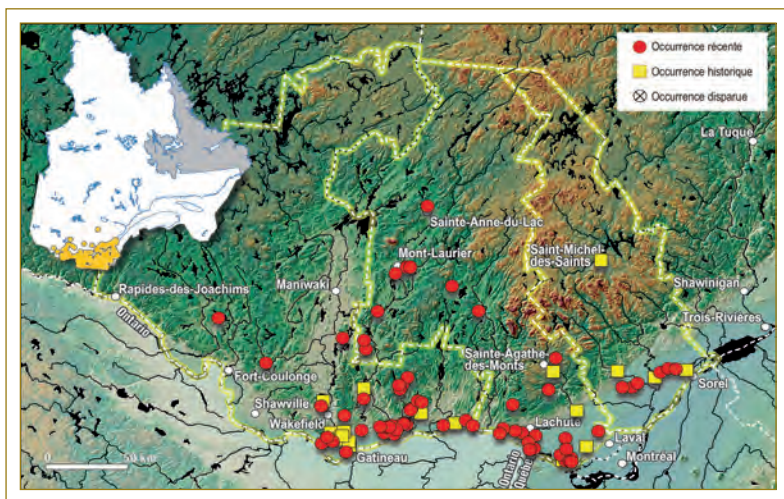 Occurrence récente
Occurrence historique
Occurrence disparue
La Tuque
Sainte-Anne-du-Lac
Mont-Laurier
Saint-Michel-
des-Saints
Maniwaki
Rapides-des-Joachims
Shawinigan
Trois-Rivières
Ontario
Sainte-Agathe-
des-Monts
Fort-Coulonge
Sorel
Shawville
Wakefield
Lachute
Laval
Gatineau
Montréal
Ontario
Québec
0 50 km